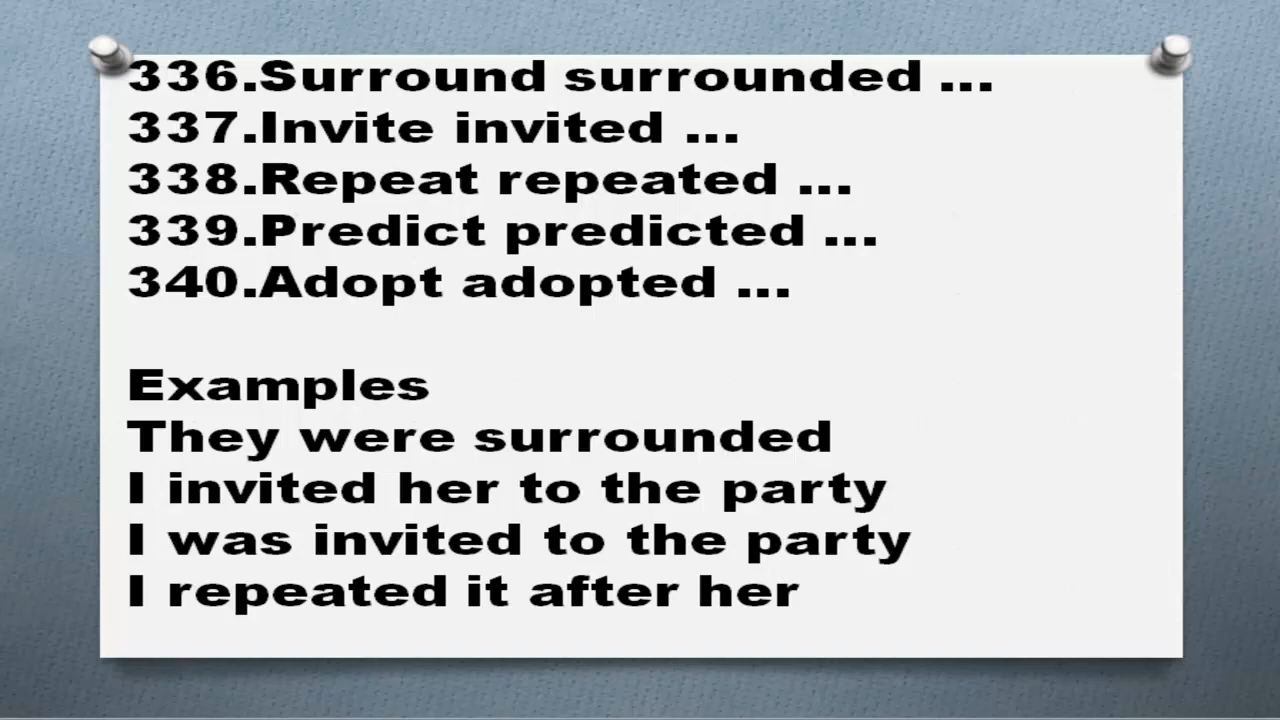 336.Surround surrounded ...
337.Invite invited ...
338.Repeat repeated ...
339.Predict predicted ...
340.Adopt adopted ...
Examples
They were surrounded
I invited her to the party
I was invited to the party
I repeated it after her